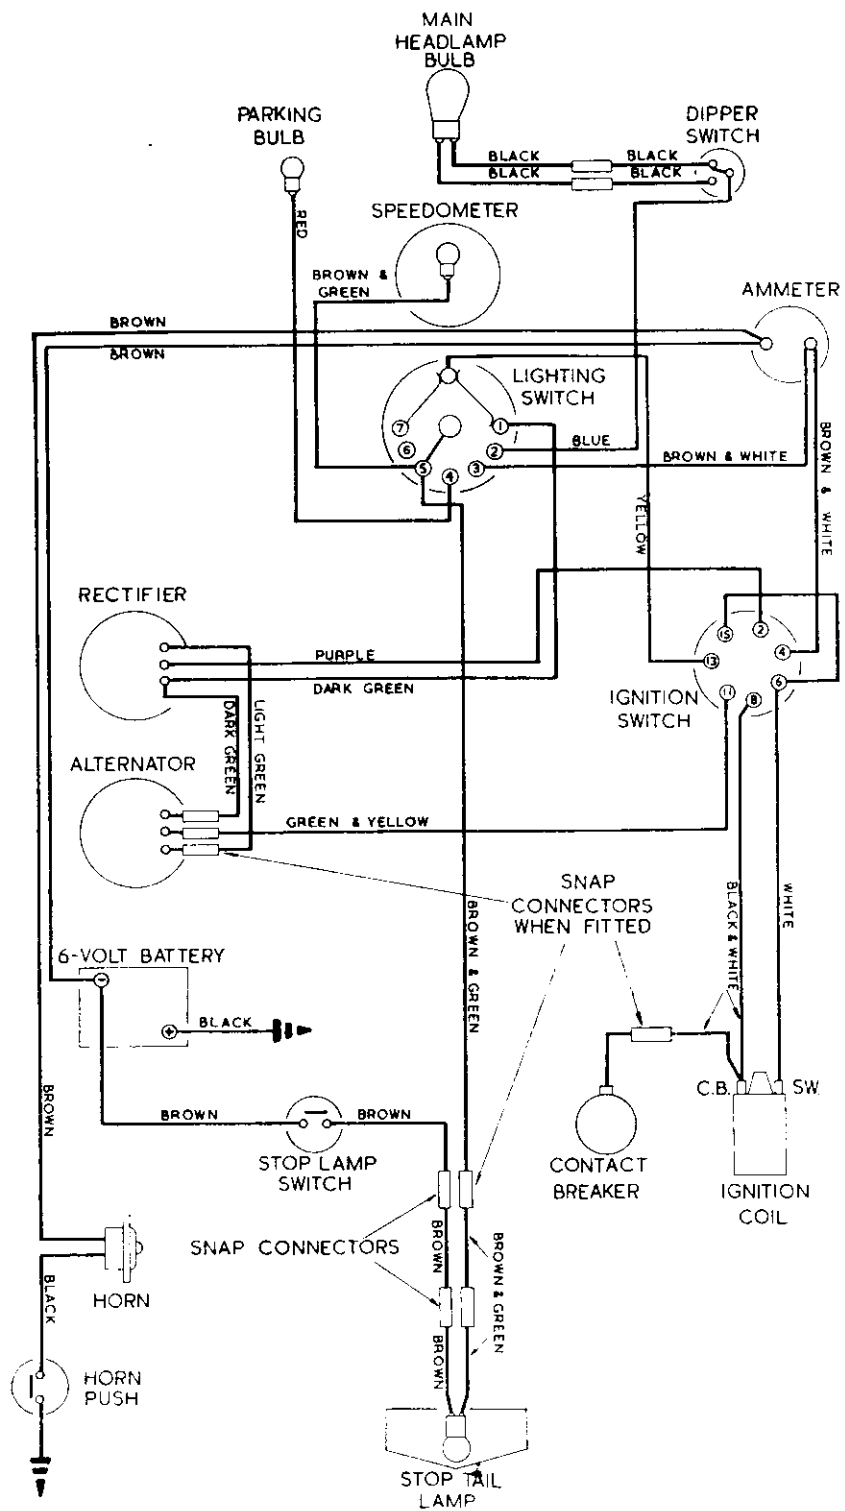 MAIN
HEADLAMP
BULB
PARKING
BULB
DIPPER
SWITCH
BLACK
BLACK
BLACK
BLACK
RED
SPEEDOMETER
BROWN &
GREEN
AMMETER
BROWN
BROWN
LIGHTING
SWITCH
7
1
6
2
5
4
3
BLUE
BROWN & WHITE
BROWN & WHITE
YELLOW
RECTIFIER
PURPLE
DARK GREEN
15
2
13
4
11
8
6
IGNITION
SWITCH
DARK GREEN
LIGHT GREEN
ALTERNATOR
GREEN & YELLOW
SNAP
CONNECTORS
WHEN FITTED
BROWN & GREEN
BLACK & WHITE
WHITE
6-VOLT BATTERY
-
+
BLACK
C.B.
SW.
BROWN
BROWN
BROWN
STOP LAMP
SWITCH
CONTACT
BREAKER
IGNITION
COIL
SNAP CONNECTORS
BROWN
BROWN & GREEN
BROWN
HORN
BLACK
HORN
PUSH
STOP TAIL
LAMP